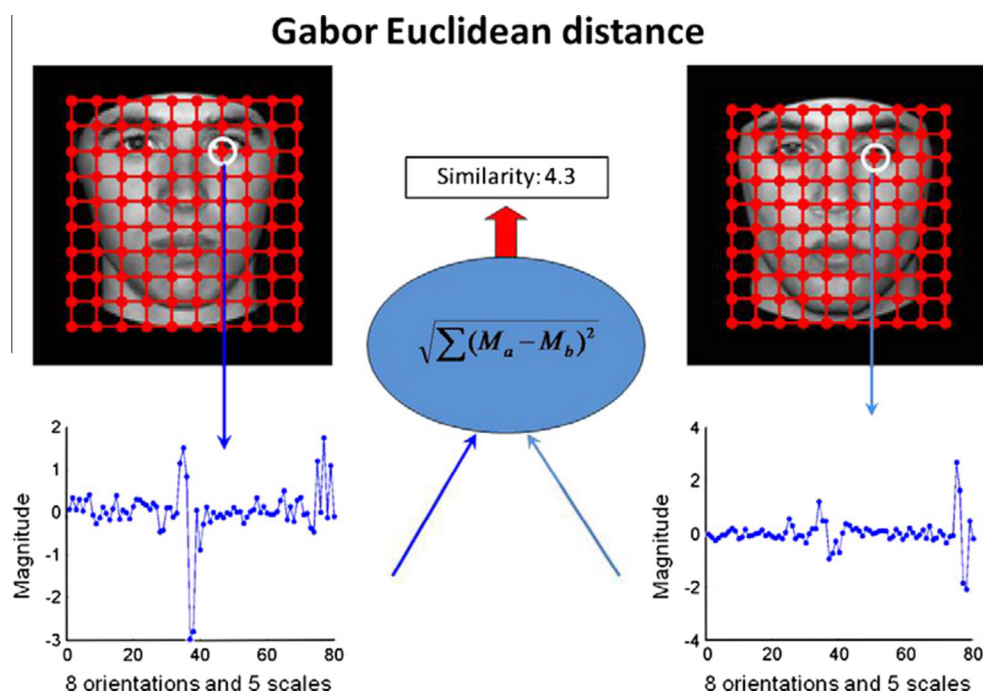 Gabor Euclidean distance
Similarity: 4.3
√∑(M_a − M_b)²
2
1
0
-1
-2
-3
Magnitude
0 20 40 60 80
8 orientations and 5 scales
4
2
0
-2
-4
Magnitude
0 20 40 60 80
8 orientations and 5 scales